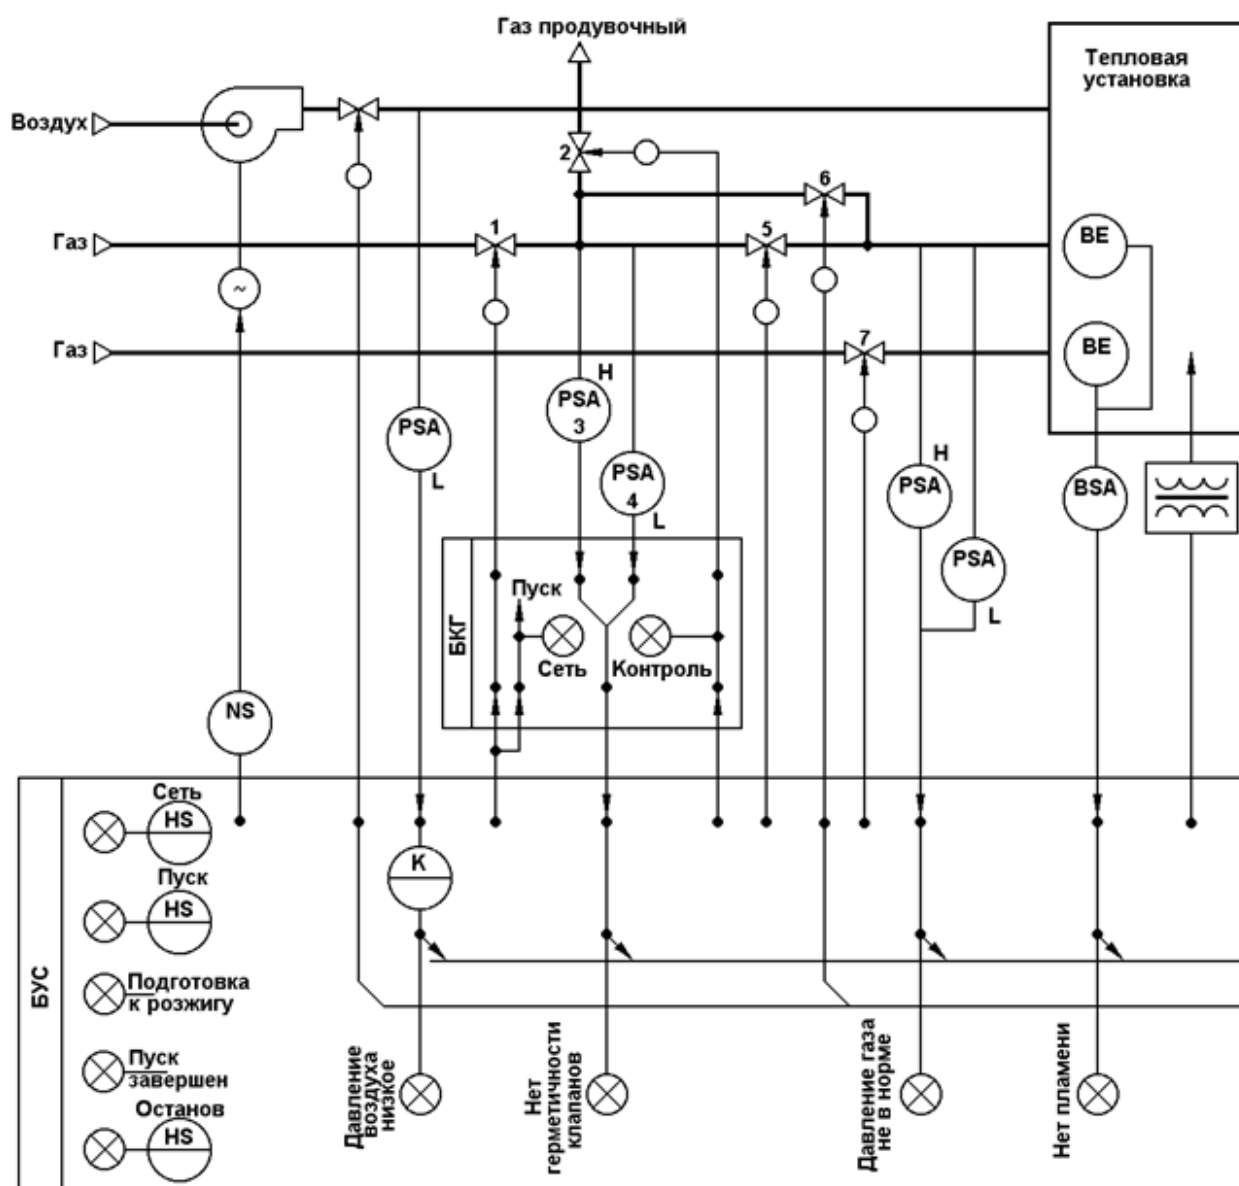 Газ продувочный
Тепловая
установка
Воздух
2
6
Газ
1
5
BE
~
Газ
7
BE
H
PSA
3
PSA
L
H
PSA
4
L
PSA
BSA
PSA
L
Пуск
БКГ
Сеть
Контроль
NS
Сеть
HS
K
Пуск
HS
БУС
Подготовка
к розжигу
Пуск
завершен
Останов
HS
Давление
воздуха
низкое
Нет
герметичности
клапанов
Давление газа
не в норме
Нет пламени